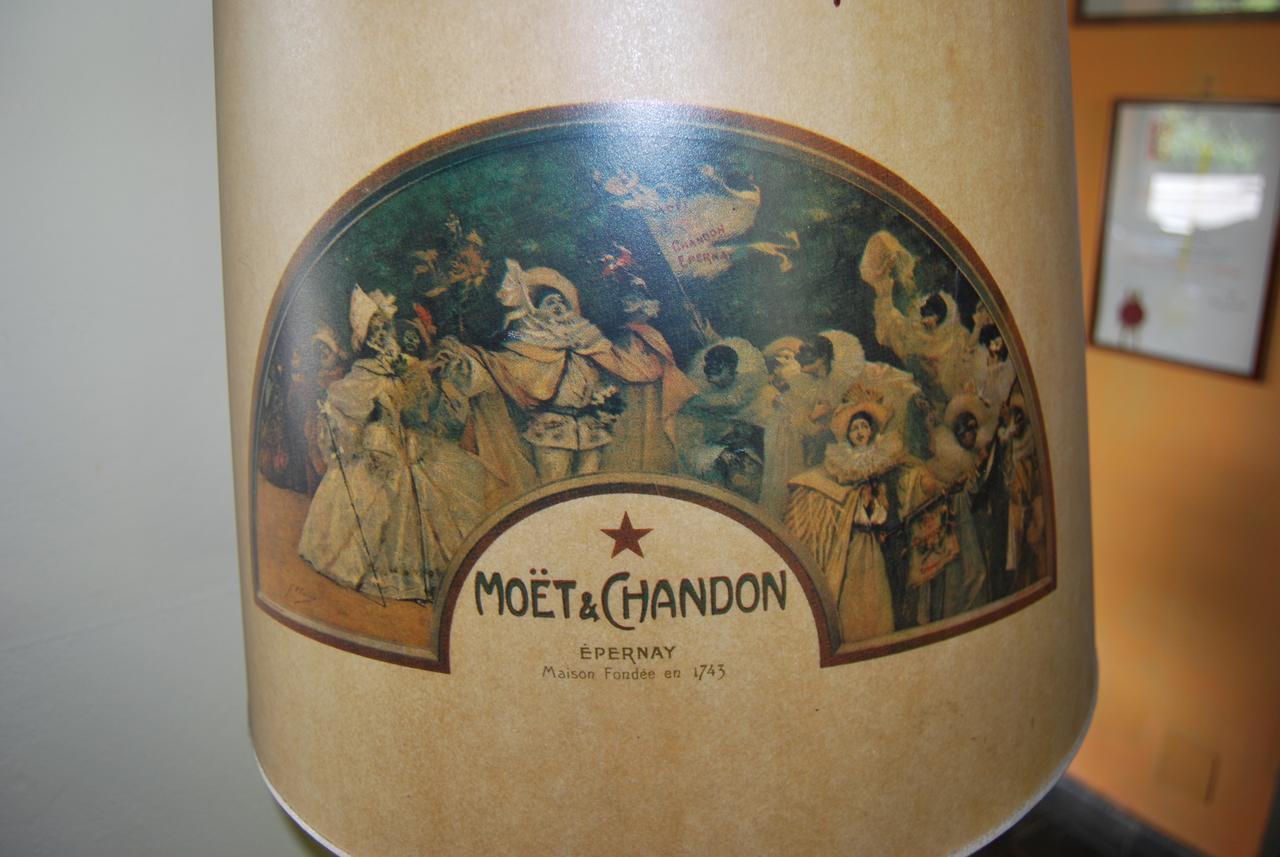 CHANDON
EPERNAY
MOËT & CHANDON
ÉPERNAY
Maison Fondée en 1743